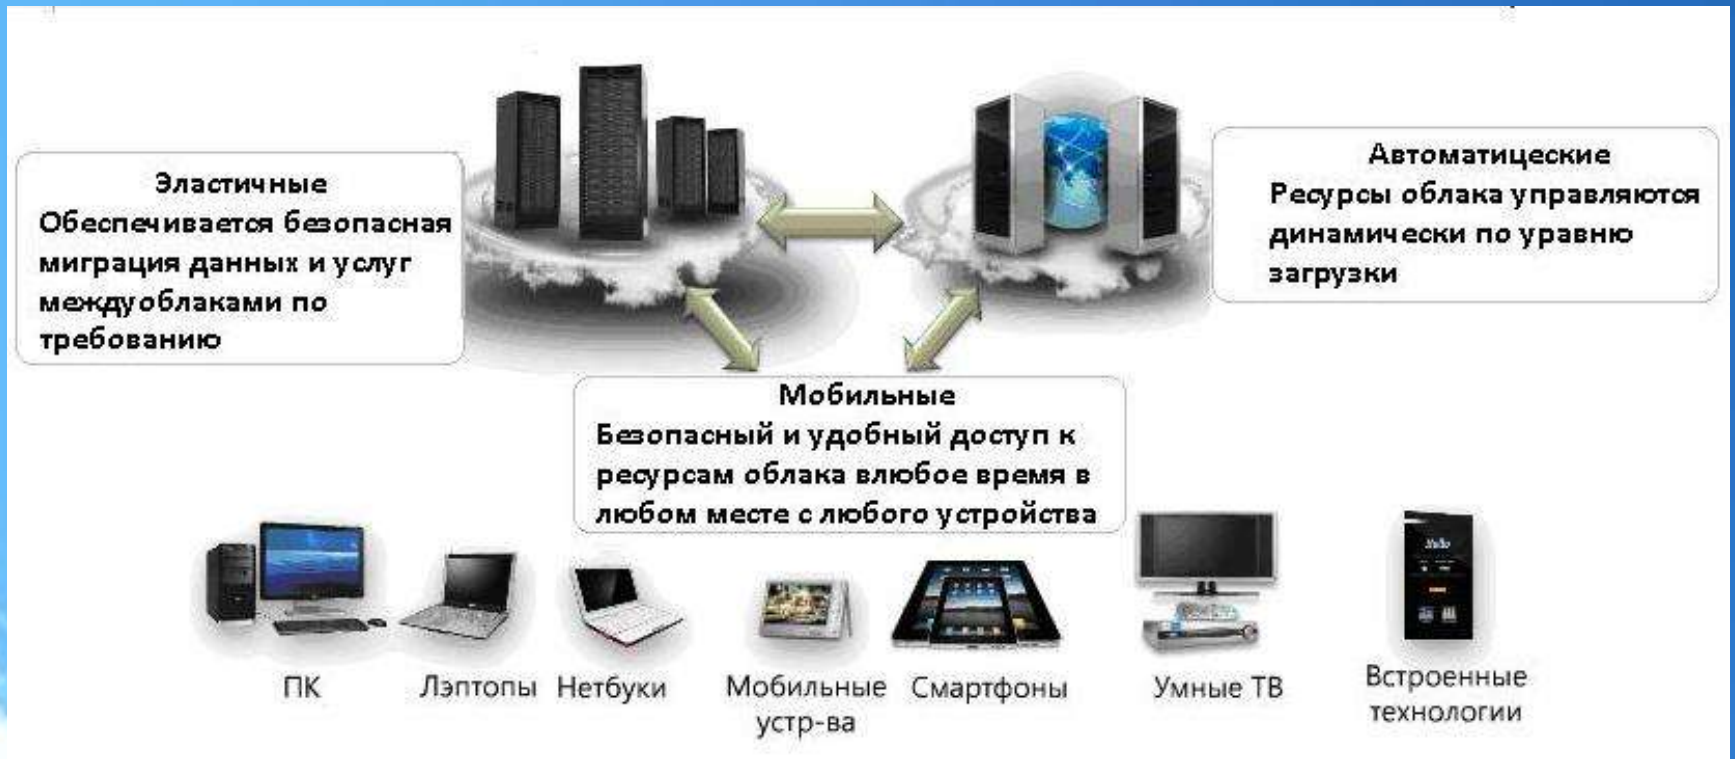 Эластичные
Обеспечивается безопасная
миграция данных и услуг
междуоблаками по
требованию
Автоматицеские
Ресурсы облака управляются
динамически по уравню
загрузки
Мобильные
Безопасный и удобный доступ к
ресурсам облака влюбое время в
любом месте с любого устройства
ПК
Лэптопы
Нетбуки
Мобильные
устр-ва
Смартфоны
Умные ТВ
Встроенные
технологии
Hello